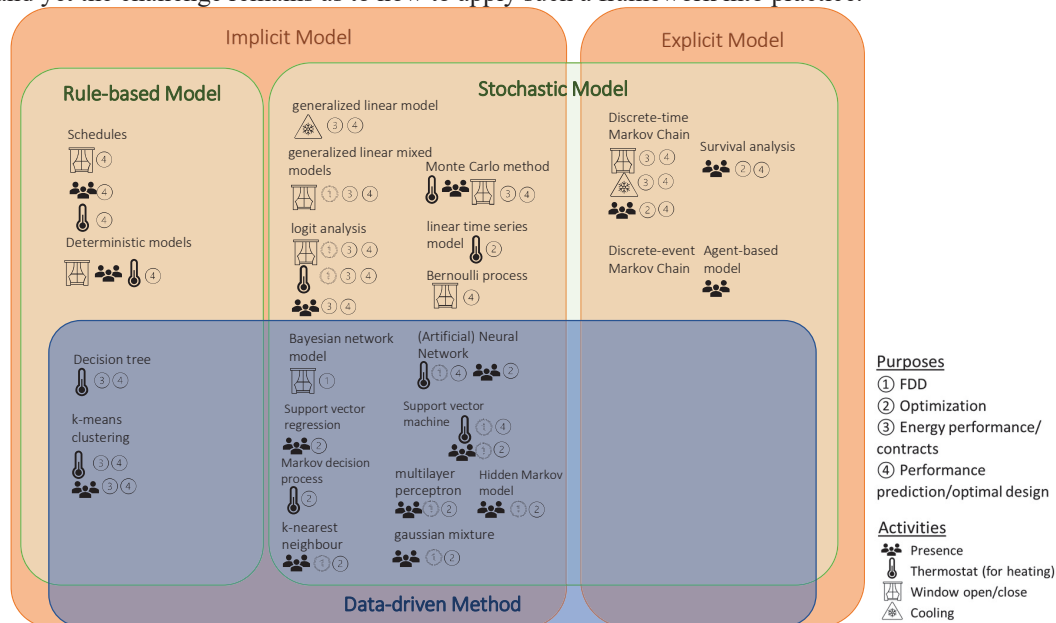 and yet the challenge remains as to how to apply such a framework into practice.
Implicit Model
Explicit Model
Rule-based Model
Stochastic Model
Schedules
④
④
④
Deterministic models
④
generalized linear model
③ ④
generalized linear mixed
models
① ③ ④
logit analysis
① ③ ④
① ③ ④
③ ④
Monte Carlo method
③ ④
linear time series
model
②
Bernoulli process
④
Discrete-time
Markov Chain
③ ④
③ ④
② ④
Survival analysis
② ④
Discrete-event
Markov Chain
Agent-based
model
Decision tree
③ ④
k-means
clustering
③ ④
③ ④
Bayesian network
model
①
(Artificial) Neural
Network
① ④ ②
Support vector
regression
②
Support vector
machine
① ④
① ②
Markov decision
process
②
multilayer
perceptron
① ②
Hidden Markov
model
① ②
k-nearest
neighbour
① ②
gaussian mixture
① ②
Data-driven Method
Purposes
① FDD
② Optimization
③ Energy performance/
contracts
④ Performance
prediction/optimal design
Activities
Presence
Thermostat (for heating)
Window open/close
Cooling